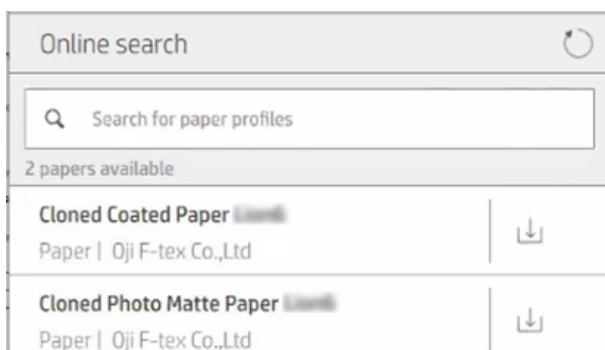 Online search
Search for paper profiles
2 papers available
Cloned Coated Paper
Paper | Oji F-tex Co.,Ltd
Cloned Photo Matte Paper
Paper | Oji F-tex Co.,Ltd